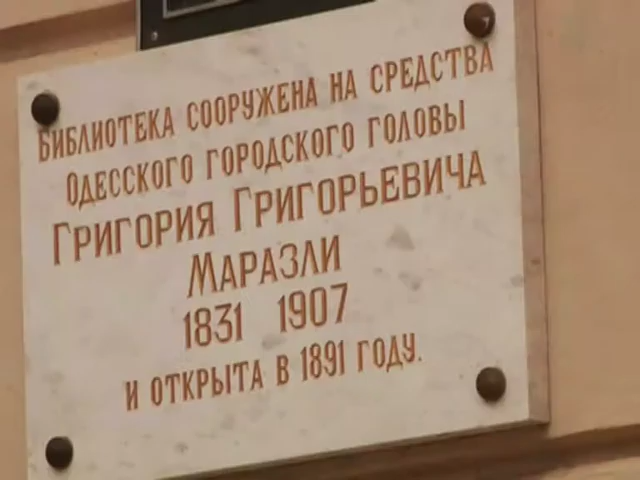 Библиотека сооружена на средства
Одесского городского головы
Григория Григорьевича
Маразли
1831 1907
и открыта в 1891 году.